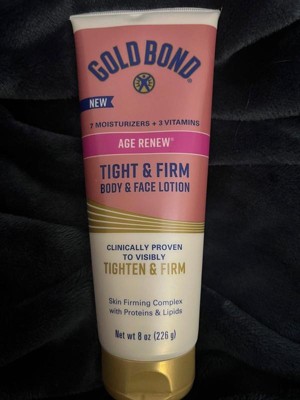 GOLD BOND®
NEW
7 MOISTURIZERS + 3 VITAMINS
AGE RENEW®
TIGHT & FIRM
BODY & FACE LOTION
CLINICALLY PROVEN
TO VISIBLY
TIGHTEN & FIRM
Skin Firming Complex
with Proteins & Lipids
Net wt 8 oz (226 g)